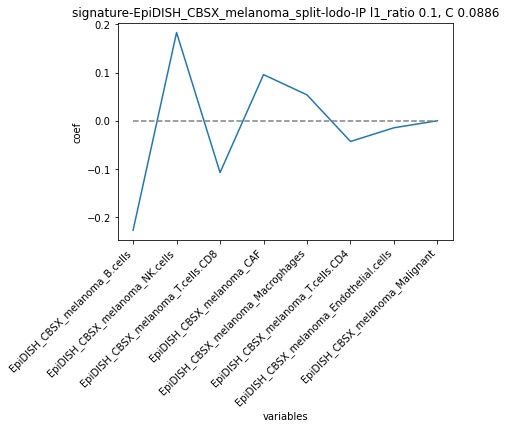 signature-EpiDISH_CBSX_melanoma_split-lodo-IP l1_ratio 0.1, C 0.0886
0.2
0.1
0.0
−0.1
−0.2
coef
EpiDISH_CBSX_melanoma_B.cells
EpiDISH_CBSX_melanoma_NK.cells
EpiDISH_CBSX_melanoma_T.cells.CD8
EpiDISH_CBSX_melanoma_CAF
EpiDISH_CBSX_melanoma_Macrophages
EpiDISH_CBSX_melanoma_T.cells.CD4
EpiDISH_CBSX_melanoma_Endothelial.cells
EpiDISH_CBSX_melanoma_Malignant
variables